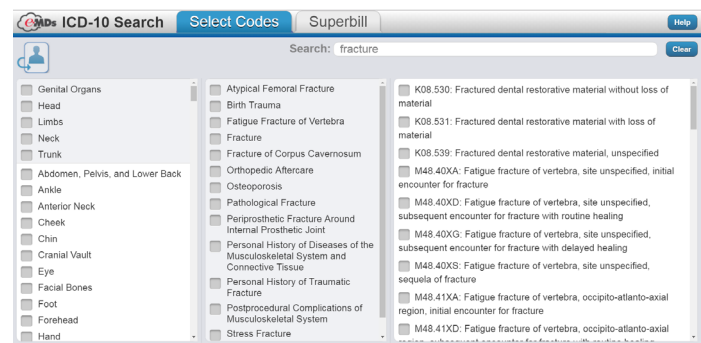 eMDs ICD-10 Search
Select Codes
Superbill
Help
Search: fracture
Clear
Genital Organs
Head
Limbs
Neck
Trunk
Abdomen, Pelvis, and Lower Back
Ankle
Anterior Neck
Cheek
Chin
Cranial Vault
Eye
Facial Bones
Foot
Forehead
Hand
Atypical Femoral Fracture
Birth Trauma
Fatigue Fracture of Vertebra
Fracture
Fracture of Corpus Cavernosum
Orthopedic Aftercare
Osteoporosis
Pathological Fracture
Periprosthetic Fracture Around
Internal Prosthetic Joint
Personal History of Diseases of the
Musculoskeletal System and
Connective Tissue
Personal History of Traumatic
Fracture
Postprocedural Complications of
Musculoskeletal System
Stress Fracture
K08.530: Fractured dental restorative material without loss of
material
K08.531: Fractured dental restorative material with loss of
material
K08.539: Fractured dental restorative material, unspecified
M48.40XA: Fatigue fracture of vertebra, site unspecified, initial
encounter for fracture
M48.40XD: Fatigue fracture of vertebra, site unspecified,
subsequent encounter for fracture with routine healing
M48.40XG: Fatigue fracture of vertebra, site unspecified,
subsequent encounter for fracture with delayed healing
M48.40XS: Fatigue fracture of vertebra, site unspecified,
sequela of fracture
M48.41XA: Fatigue fracture of vertebra, occipito-atlanto-axial
region, initial encounter for fracture
M48.41XD: Fatigue fracture of vertebra, occipito-atlanto-axial
region, subsequent encounter for fracture with routine healing